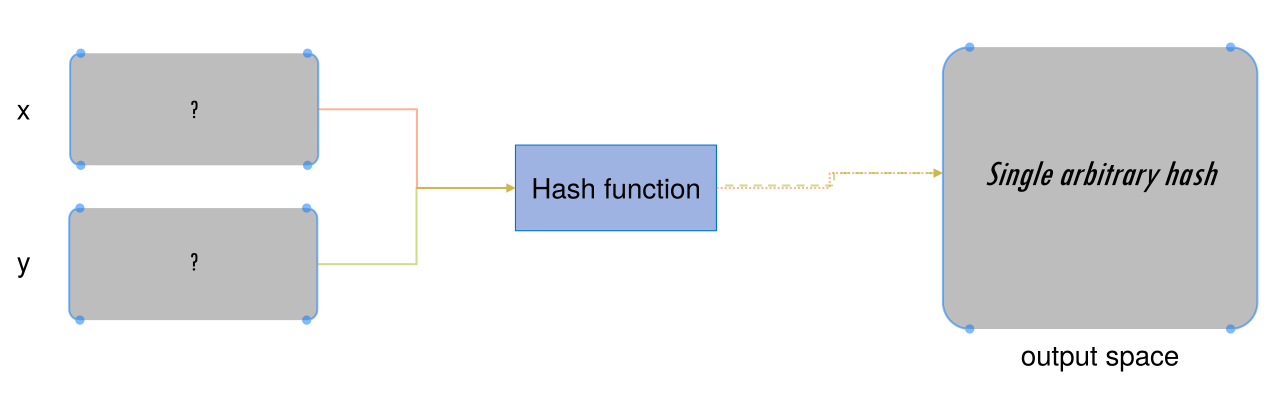 x
?
y
?
Hash function
Single arbitrary hash
output space